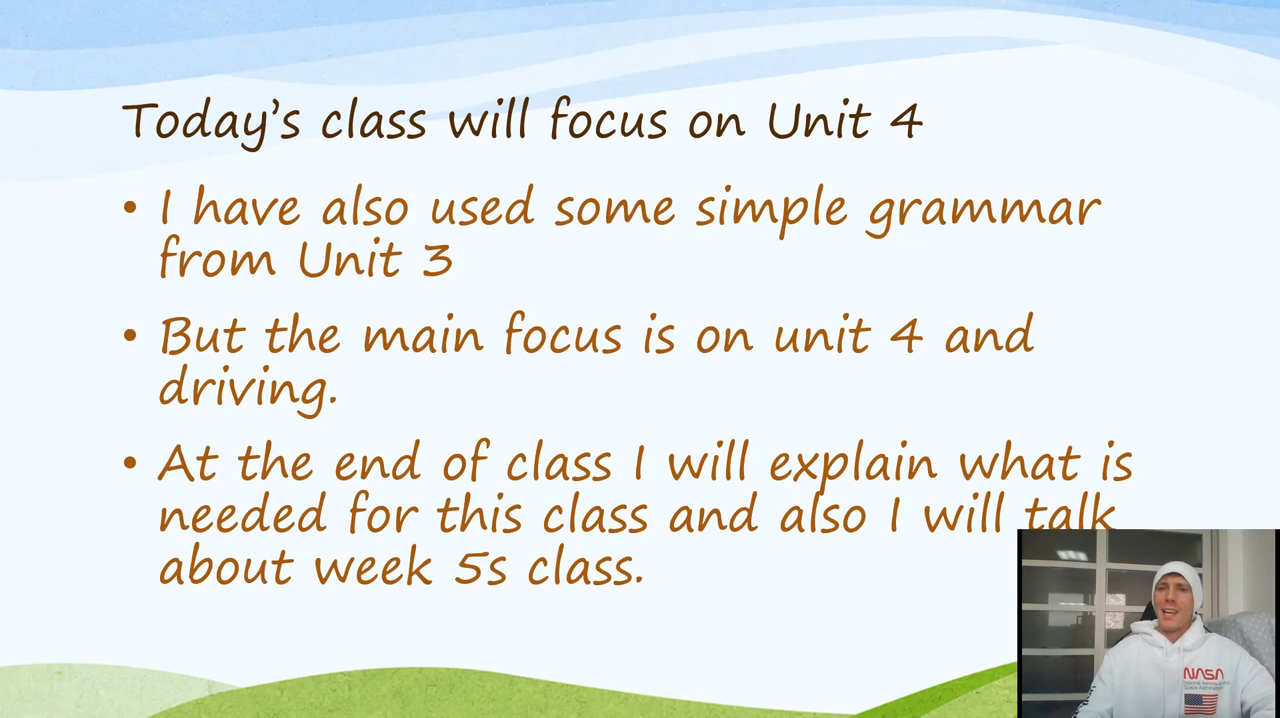 Today's class will focus on Unit 4
• I have also used some simple grammar
from Unit 3
• But the main focus is on unit 4 and
driving.
• At the end of class I will explain what is
needed for this class and also I will talk
about week 5s class.
NASA